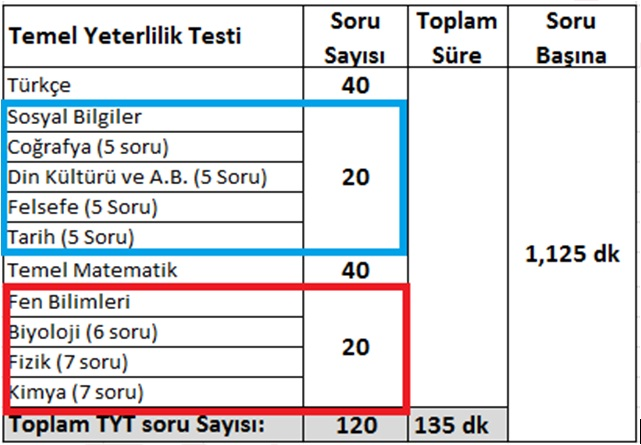 Temel Yeterlilik Testi Soru Sayısı Toplam Süre Soru Başına
Türkçe 40
Sosyal Bilgiler
Coğrafya (5 soru)
Din Kültürü ve A.B. (5 Soru) 20
Felsefe (5 Soru)
Tarih (5 Soru)
1,125 dk
Temel Matematik 40
Fen Bilimleri
Biyoloji (6 soru)
20
Fizik (7 soru)
Kimya (7 soru)
Toplam TYT soru Sayısı: 120 135 dk